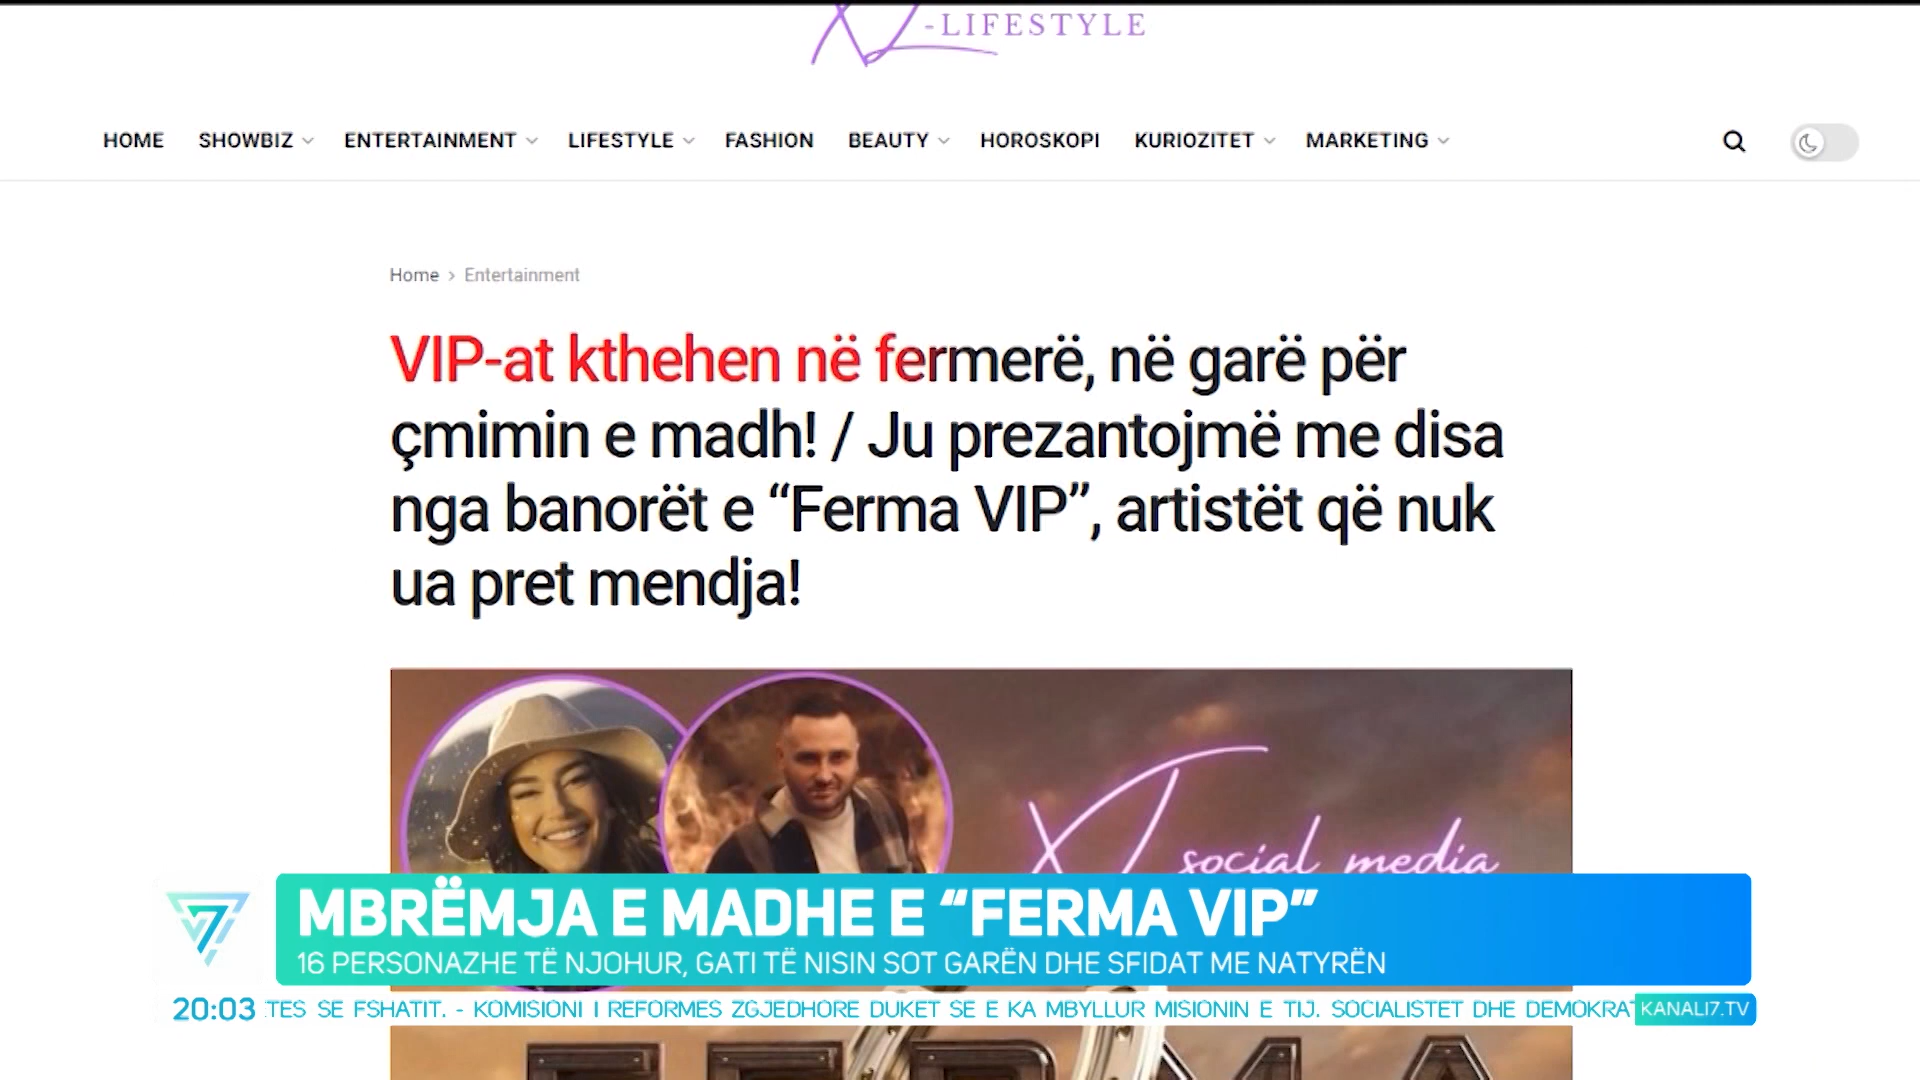 -LIFESTYLE
HOME SHOWBIZ ENTERTAINMENT LIFESTYLE FASHION BEAUTY HOROSKOPI KURIOZITET MARKETING
Home > Entertainment
VIP-at kthehen në fermerë, në garë për
çmimin e madh! / Ju prezantojmë me disa
nga banorët e “Ferma VIP”, artistët që nuk
ua pret mendja!
social media
MBRËMJA E MADHE E “FERMA VIP”
16 PERSONAZHE TË NJOHUR, GATI TË NISIN SOT GARËN DHE SFIDAT ME NATYRËN
20:03 TES SE FSHATIT. - KOMISIONI I REFORMES ZGJEDHORE DUKET SE E KA MBYLLUR MISIONIN E TIJ. SOCIALISTET DHE DEMOKRAT KANALI7.TV
FERMA